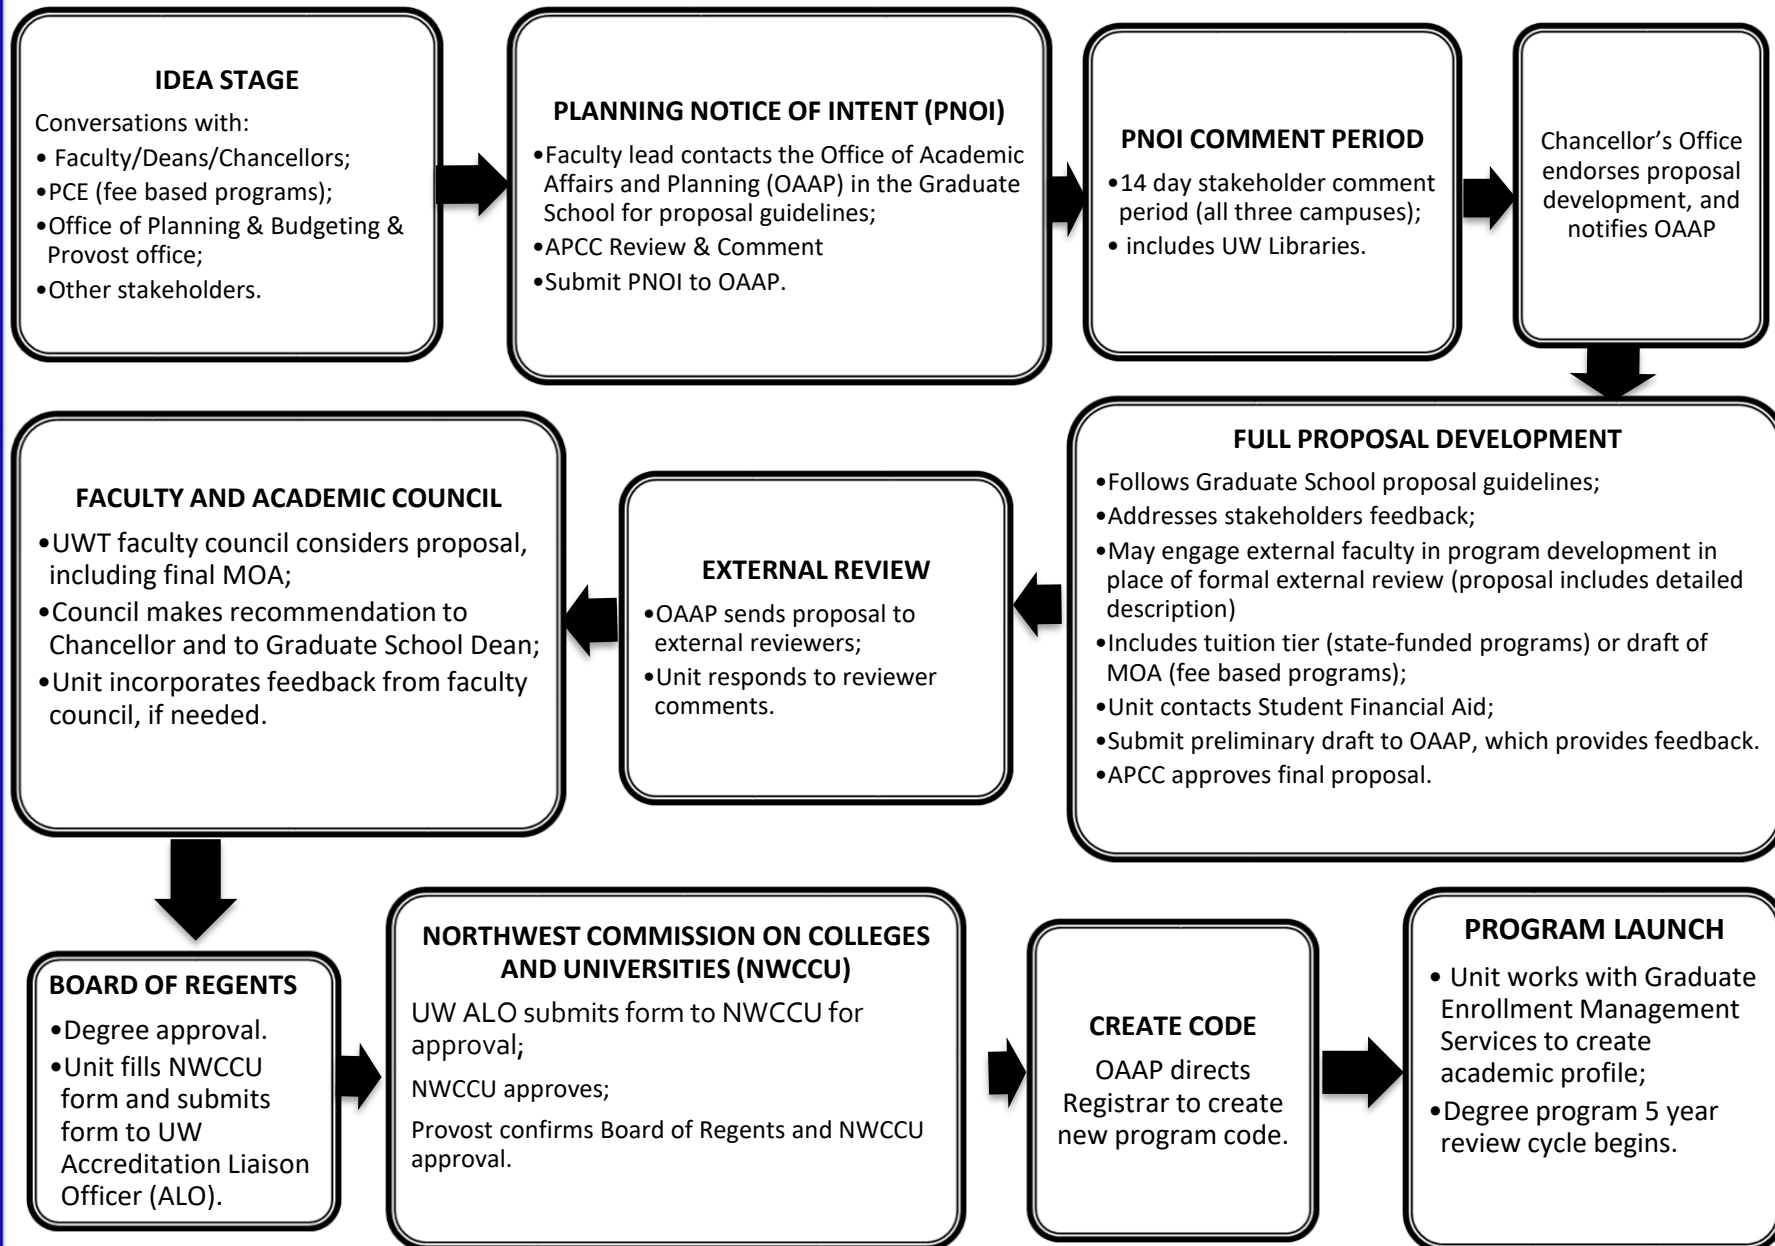 IDEA STAGE
Conversations with:
• Faculty/Deans/Chancellors;
•PCE (fee based programs);
•Office of Planning & Budgeting &
Provost office;
•Other stakeholders.
PLANNING NOTICE OF INTENT (PNOI)
•Faculty lead contacts the Office of Academic
Affairs and Planning (OAAP) in the Graduate
School for proposal guidelines;
•APCC Review & Comment
•Submit PNOI to OAAP.
PNOI COMMENT PERIOD
•14 day stakeholder comment
period (all three campuses);
• includes UW Libraries.
Chancellor’s Office
endorses proposal
development, and
notifies OAAP
FULL PROPOSAL DEVELOPMENT
•Follows Graduate School proposal guidelines;
•Addresses stakeholders feedback;
•May engage external faculty in program development in
place of formal external review (proposal includes detailed
description)
•Includes tuition tier (state-funded programs) or draft of
MOA (fee based programs);
•Unit contacts Student Financial Aid;
•Submit preliminary draft to OAAP, which provides feedback.
•APCC approves final proposal.
EXTERNAL REVIEW
•OAAP sends proposal to
external reviewers;
•Unit responds to reviewer
comments.
FACULTY AND ACADEMIC COUNCIL
•UWT faculty council considers proposal,
including final MOA;
•Council makes recommendation to
Chancellor and to Graduate School Dean;
•Unit incorporates feedback from faculty
council, if needed.
BOARD OF REGENTS
•Degree approval.
•Unit fills NWCCU
form and submits
form to UW
Accreditation Liaison
Officer (ALO).
NORTHWEST COMMISSION ON COLLEGES
AND UNIVERSITIES (NWCCU)
UW ALO submits form to NWCCU for
approval;
NWCCU approves;
Provost confirms Board of Regents and NWCCU
approval.
CREATE CODE
OAAP directs
Registrar to create
new program code.
PROGRAM LAUNCH
• Unit works with Graduate
Enrollment Management
Services to create
academic profile;
•Degree program 5 year
review cycle begins.